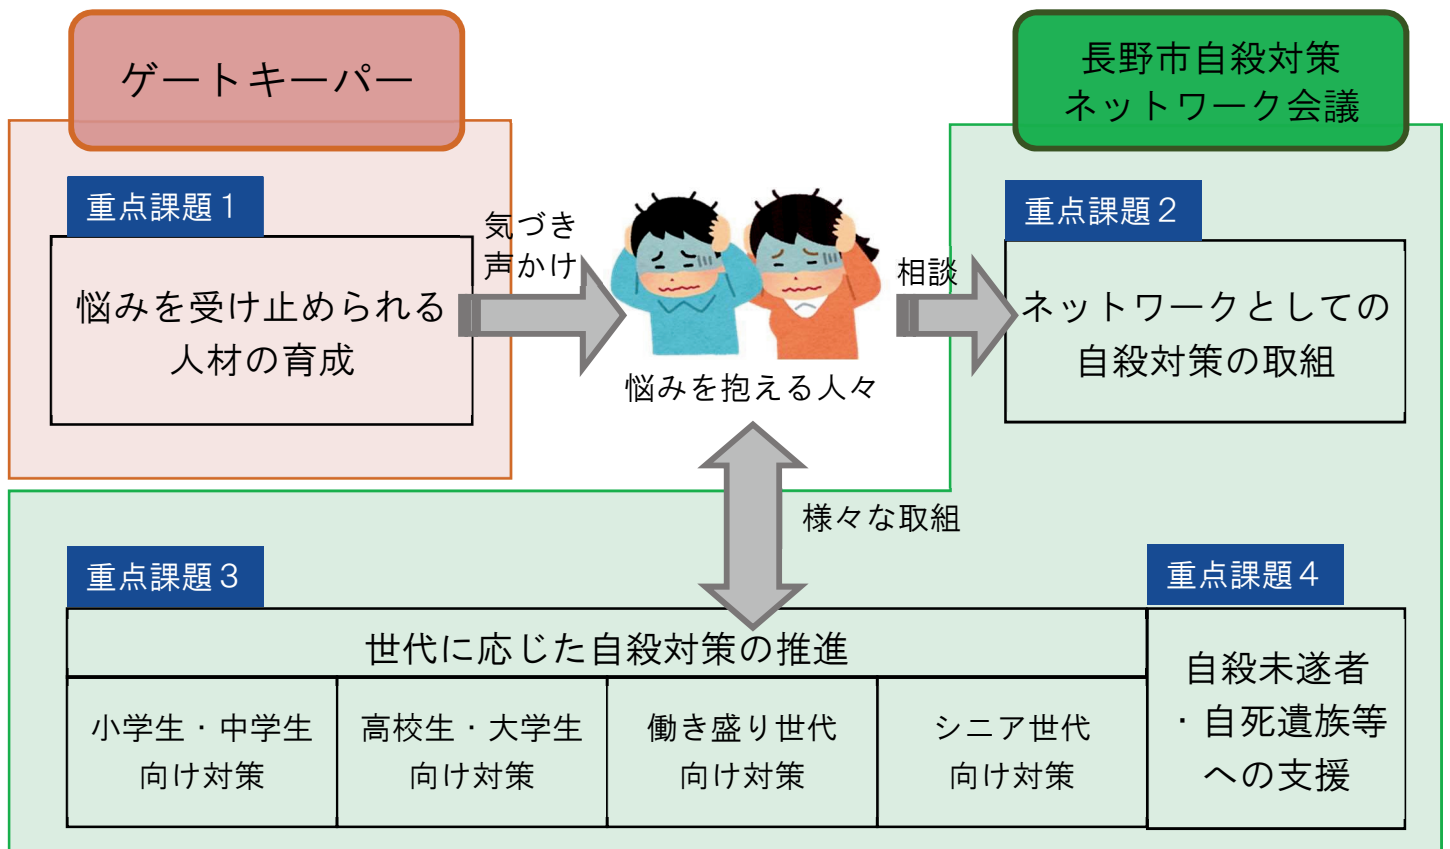 ゲートキーパー
長野市自殺対策
ネットワーク会議
重点課題１
悩みを受け止められる
人材の育成
気づき
声かけ
悩みを抱える人々
相談
重点課題２
ネットワークとしての
自殺対策の取組
様々な取組
重点課題３
世代に応じた自殺対策の推進
小学生・中学生
向け対策
高校生・大学生
向け対策
働き盛り世代
向け対策
シニア世代
向け対策
重点課題４
自殺未遂者
・自死遺族等
への支援